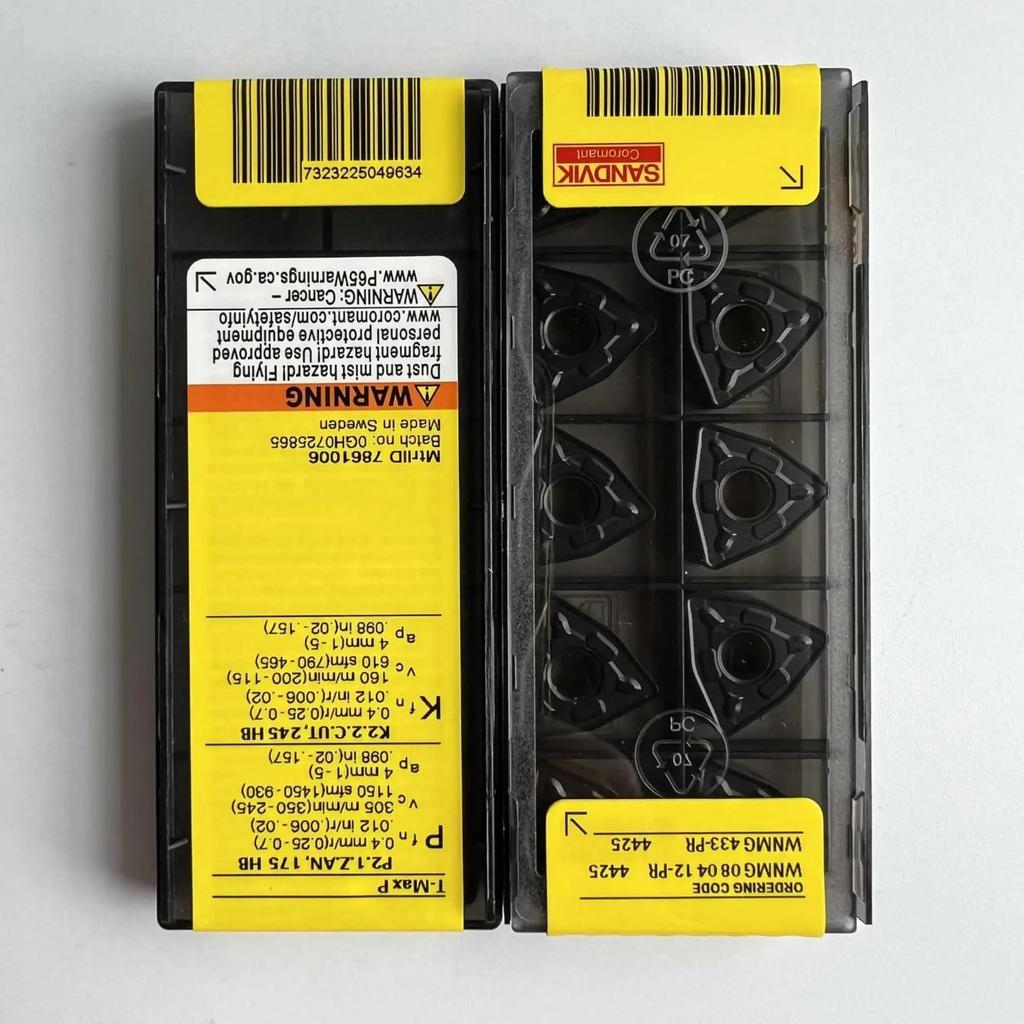 7323225049634
T-Max P
P
P2.1.Z.AN, 175 HB
fn 0.4 mm/r(0.25-0.7)
.012 in/r(.006-.02)
vc 305 m/min(350-245)
1150 sfm(1450-930)
ap 4 mm(1-5)
.098 in(.02-.157)
K
K2.2.C.UT, 245 HB
fn 0.4 mm/r(0.25-0.7)
.012 in/r(.006-.02)
vc 160 m/min(200-115)
610 sfm(790-465)
ap 4 mm(1-5)
.098 in(.02-.157)
MtrlID 7861006
Batch no: 0GH0725865
Made in Sweden
WARNING
Dust and mist hazard! Flying
fragment hazard! Use approved
personal protective equipment
www.coromant.com/safetyinfo
WARNING: Cancer –
www.P65Warnings.ca.gov
ORDERING CODE
WNMG 08 04 12-PR 4425
WNMG 433-PR 4425
07
PC
07
PC
SANDVIK
Coromant